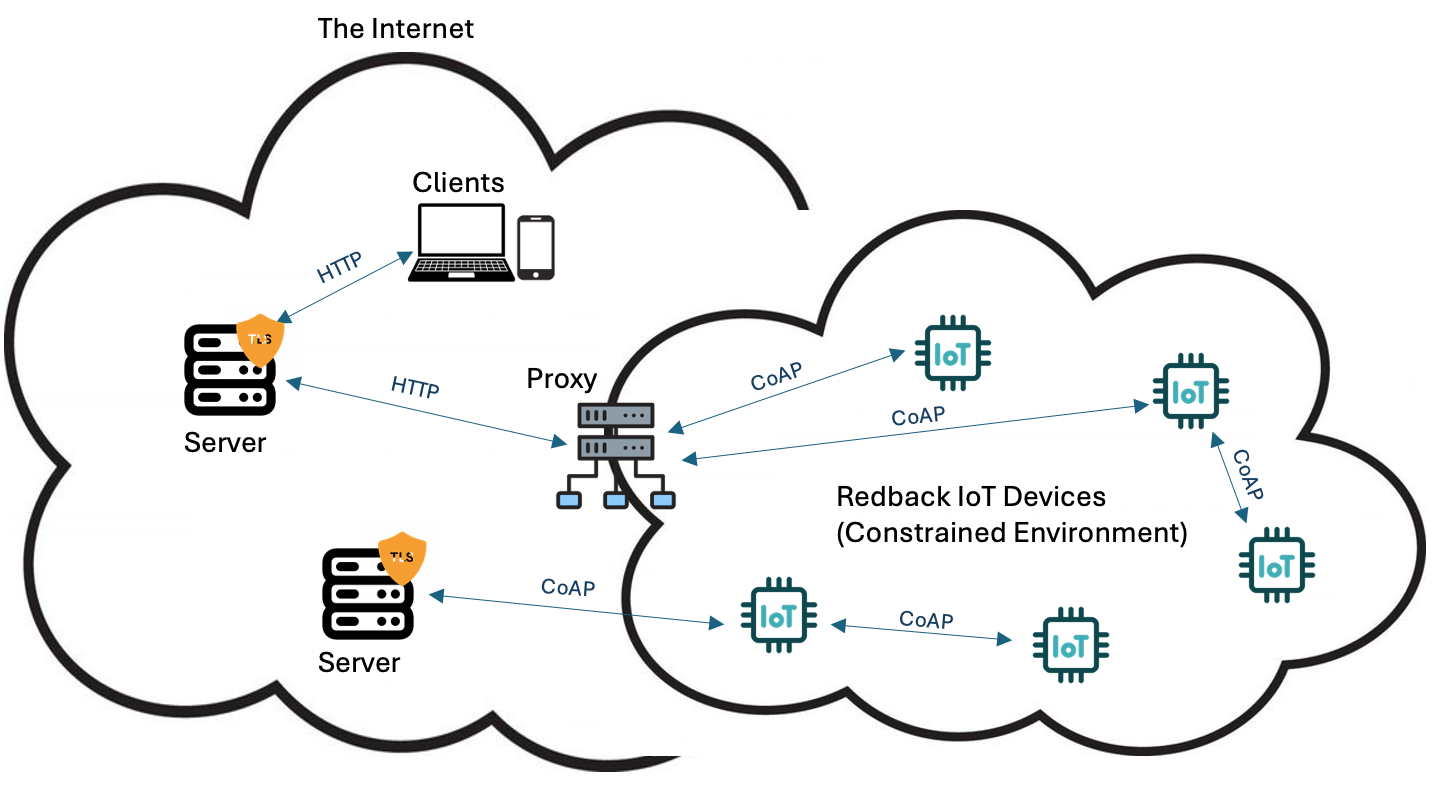 The Internet
Clients
HTTP
TLS
Server
HTTP
Proxy
CoAP
IoT
CoAP
IoT
CoAP
Redback IoT Devices
(Constrained Environment)
IoT
TLS
Server
CoAP
IoT
CoAP
IoT